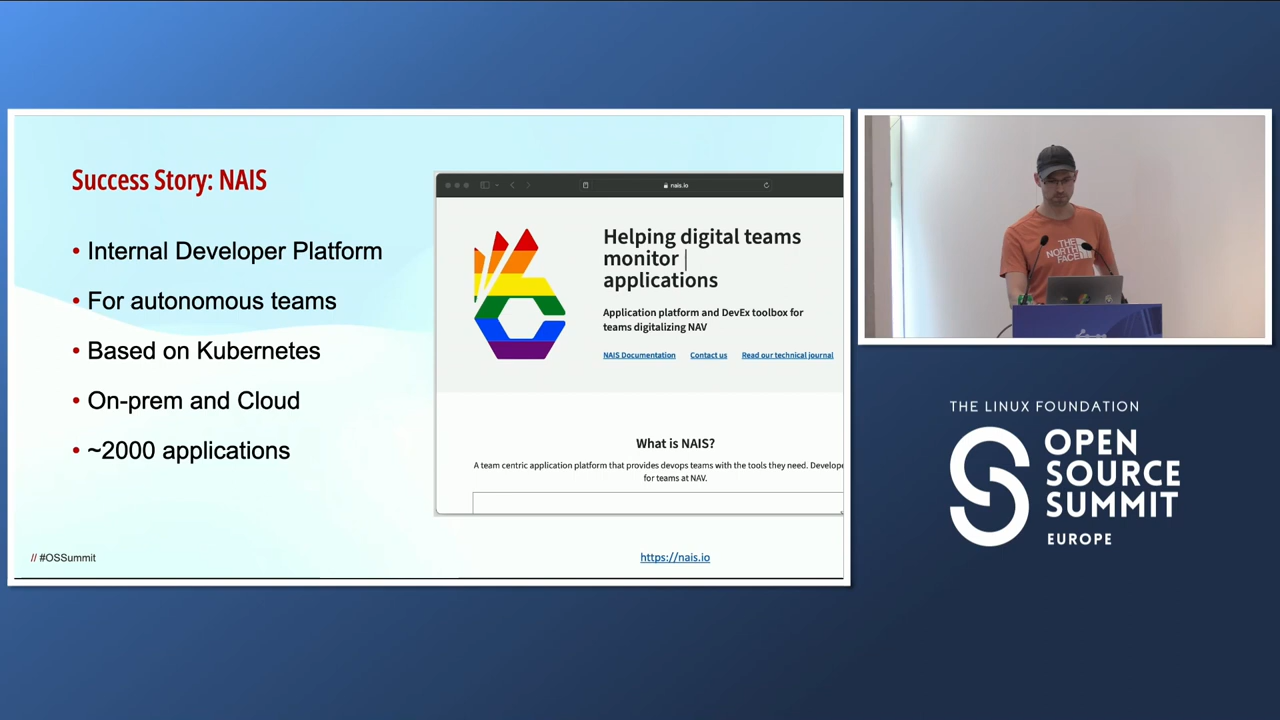 Success Story: NAIS
• Internal Developer Platform
• For autonomous teams
• Based on Kubernetes
• On-prem and Cloud
• ~2000 applications
// #OSSummit
nais.io
Helping digital teams
monitor |
applications
Application platform and DevEx toolbox for
teams digitalizing NAV
NAIS Documentation Contact us Read our technical journal
What is NAIS?
A team centric application platform that provides devops teams with the tools they need. Develope
for teams at NAV.
https://nais.io
THE
NORTH
FACE
THE LINUX FOUNDATION
OPEN
SOURCE
SUMMIT
EUROPE